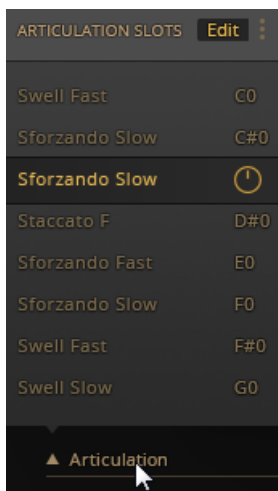 ARTICULATION SLOTS Edit
Swell Fast C0
Sforzando Slow C#0
Sforzando Slow
Staccato F D#0
Sforzando Fast E0
Sforzando Slow F0
Swell Fast F#0
Swell Slow G0
Articulation